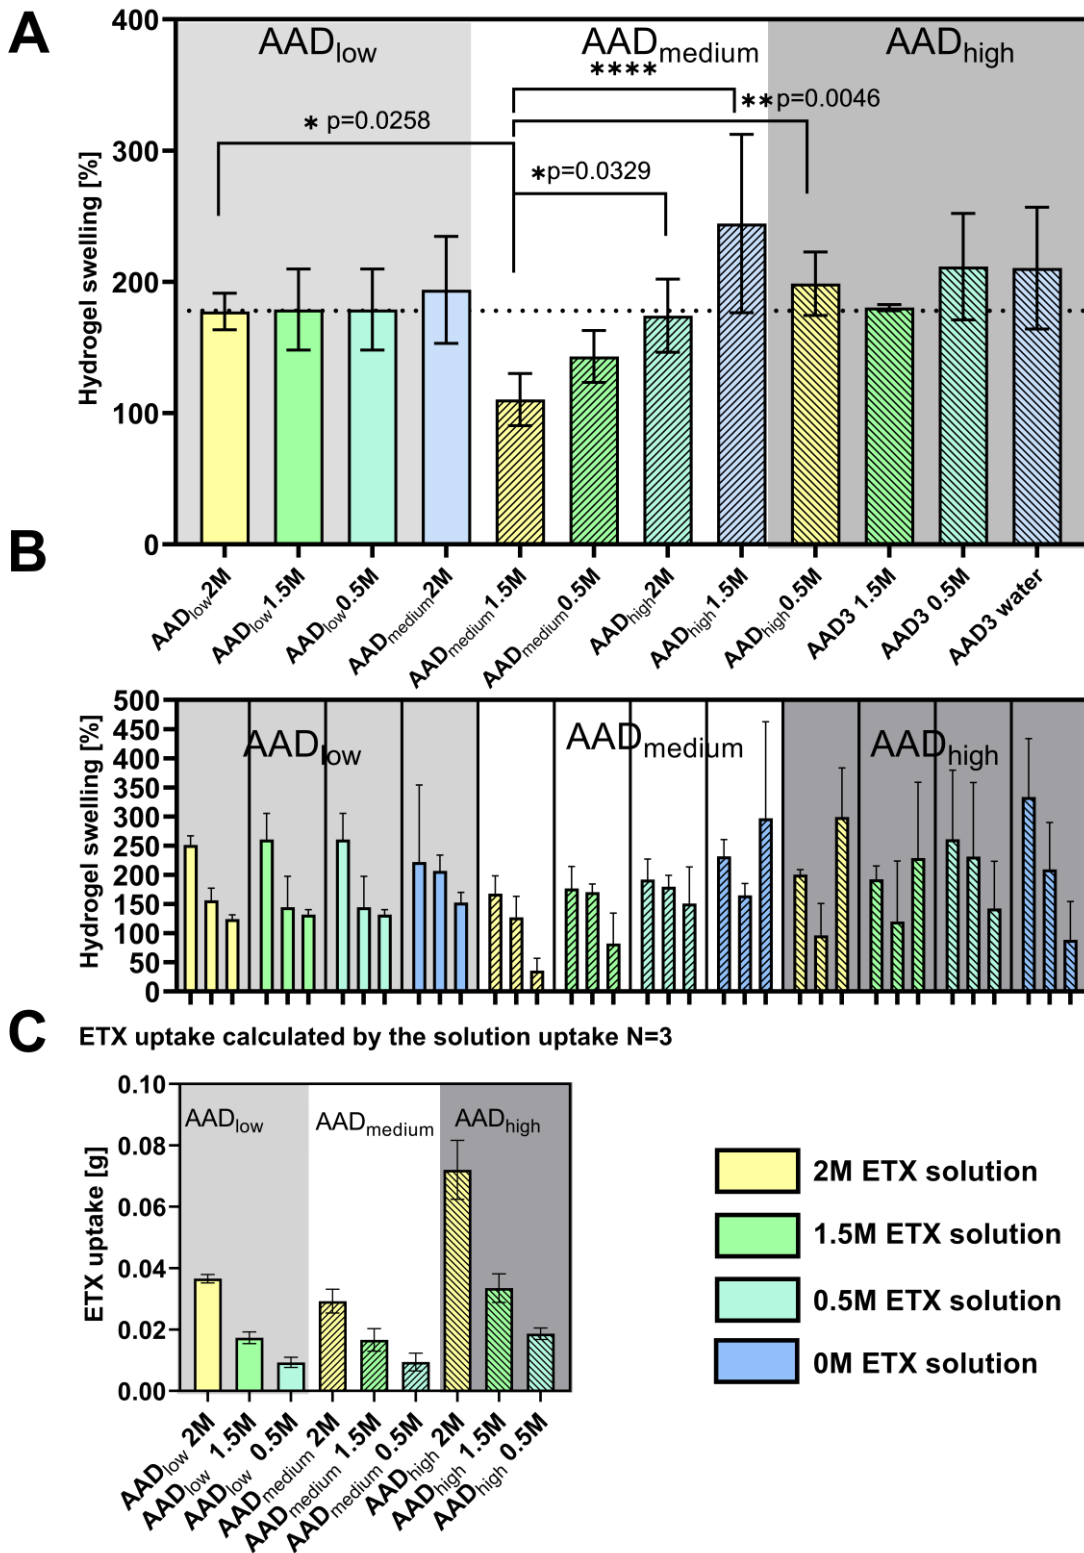 A
400
300
200
100
0
Hydrogel swelling [%]
AADlow
AADmedium
AADhigh
****
**p=0.0046
* p=0.0258
*p=0.0329
AADlow2M
AADlow1.5M
AADlow0.5M
AADmedium2M
AADmedium1.5M
AADmedium0.5M
AADhigh2M
AADhigh1.5M
AADhigh0.5M
AAD3 1.5M
AAD3 0.5M
AAD3 water
B
500
450
400
350
300
250
200
150
100
50
0
Hydrogel swelling [%]
AADlow
AADmedium
AADhigh
C
ETX uptake calculated by the solution uptake N=3
0.10
0.08
0.06
0.04
0.02
0.00
ETX uptake [g]
AADlow
AADmedium
AADhigh
AADlow 2M
AADlow 1.5M
AADlow 0.5M
AADmedium 2M
AADmedium 1.5M
AADmedium 0.5M
AADhigh 2M
AADhigh 1.5M
AADhigh 0.5M
2M ETX solution
1.5M ETX solution
0.5M ETX solution
0M ETX solution